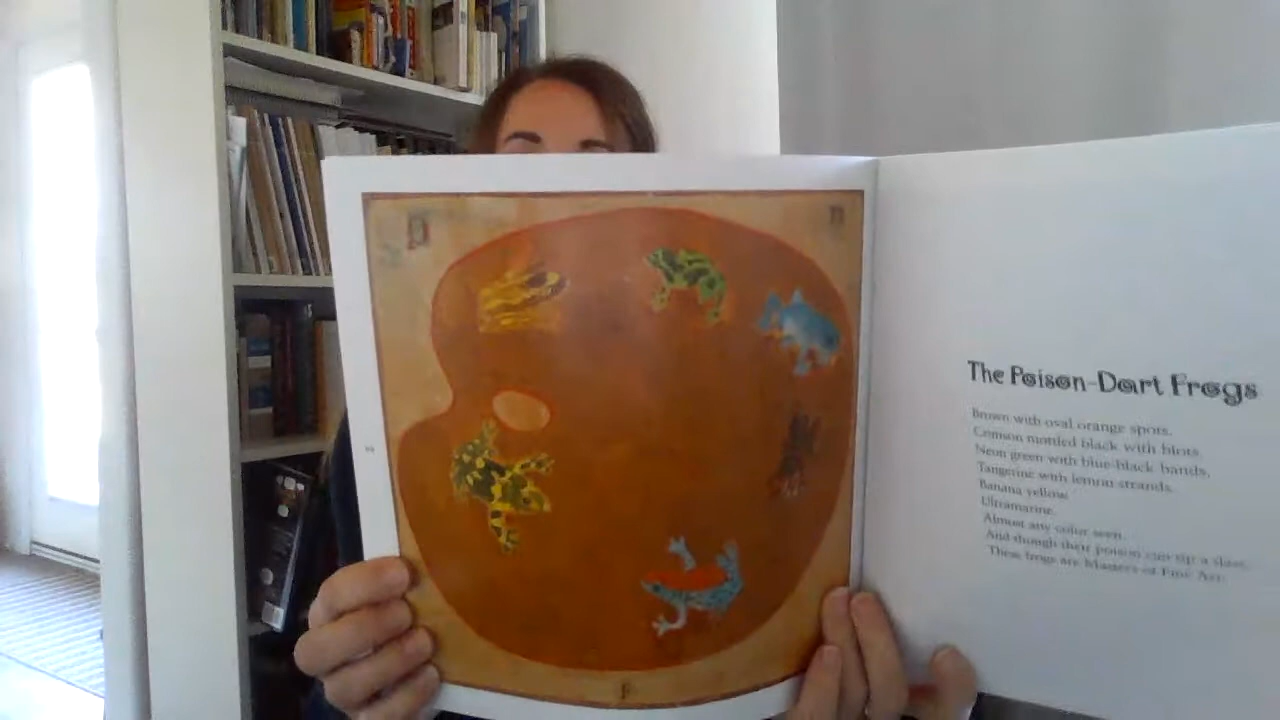 The Poison-Dart Frogs
Brown with oval orange spots.
Crimson mottled black with blots.
Neon green with blue-black bands.
Tangerine with lemon strands.
Banana yellow.
Ultramarine.
Almost any color seen.
And though their poison can tip a dart,
These frogs are Masters of Fine Art.